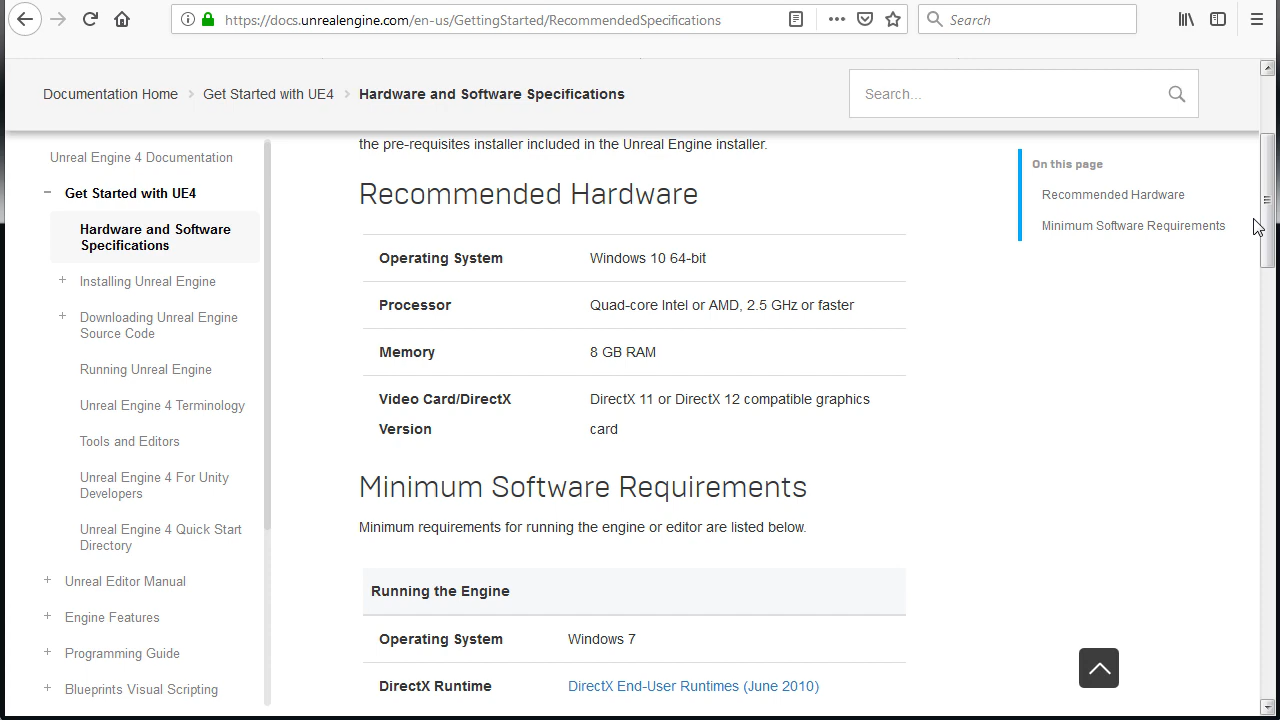 https://docs.unrealengine.com/en-us/GettingStarted/RecommendedSpecifications
Search
Documentation Home
Get Started with UE4
Hardware and Software Specifications
Search...
Unreal Engine 4 Documentation
Get Started with UE4
Hardware and Software
Specifications
Installing Unreal Engine
Downloading Unreal Engine
Source Code
Running Unreal Engine
Unreal Engine 4 Terminology
Tools and Editors
Unreal Engine 4 For Unity
Developers
Unreal Engine 4 Quick Start
Directory
Unreal Editor Manual
Engine Features
Programming Guide
Blueprints Visual Scripting
the pre-requisites installer included in the Unreal Engine installer.
Recommended Hardware
Operating System Windows 10 64-bit
Processor Quad-core Intel or AMD, 2.5 GHz or faster
Memory 8 GB RAM
Video Card/DirectX DirectX 11 or DirectX 12 compatible graphics
Version card
Minimum Software Requirements
Minimum requirements for running the engine or editor are listed below.
Running the Engine
Operating System Windows 7
DirectX Runtime DirectX End-User Runtimes (June 2010)
On this page
Recommended Hardware
Minimum Software Requirements